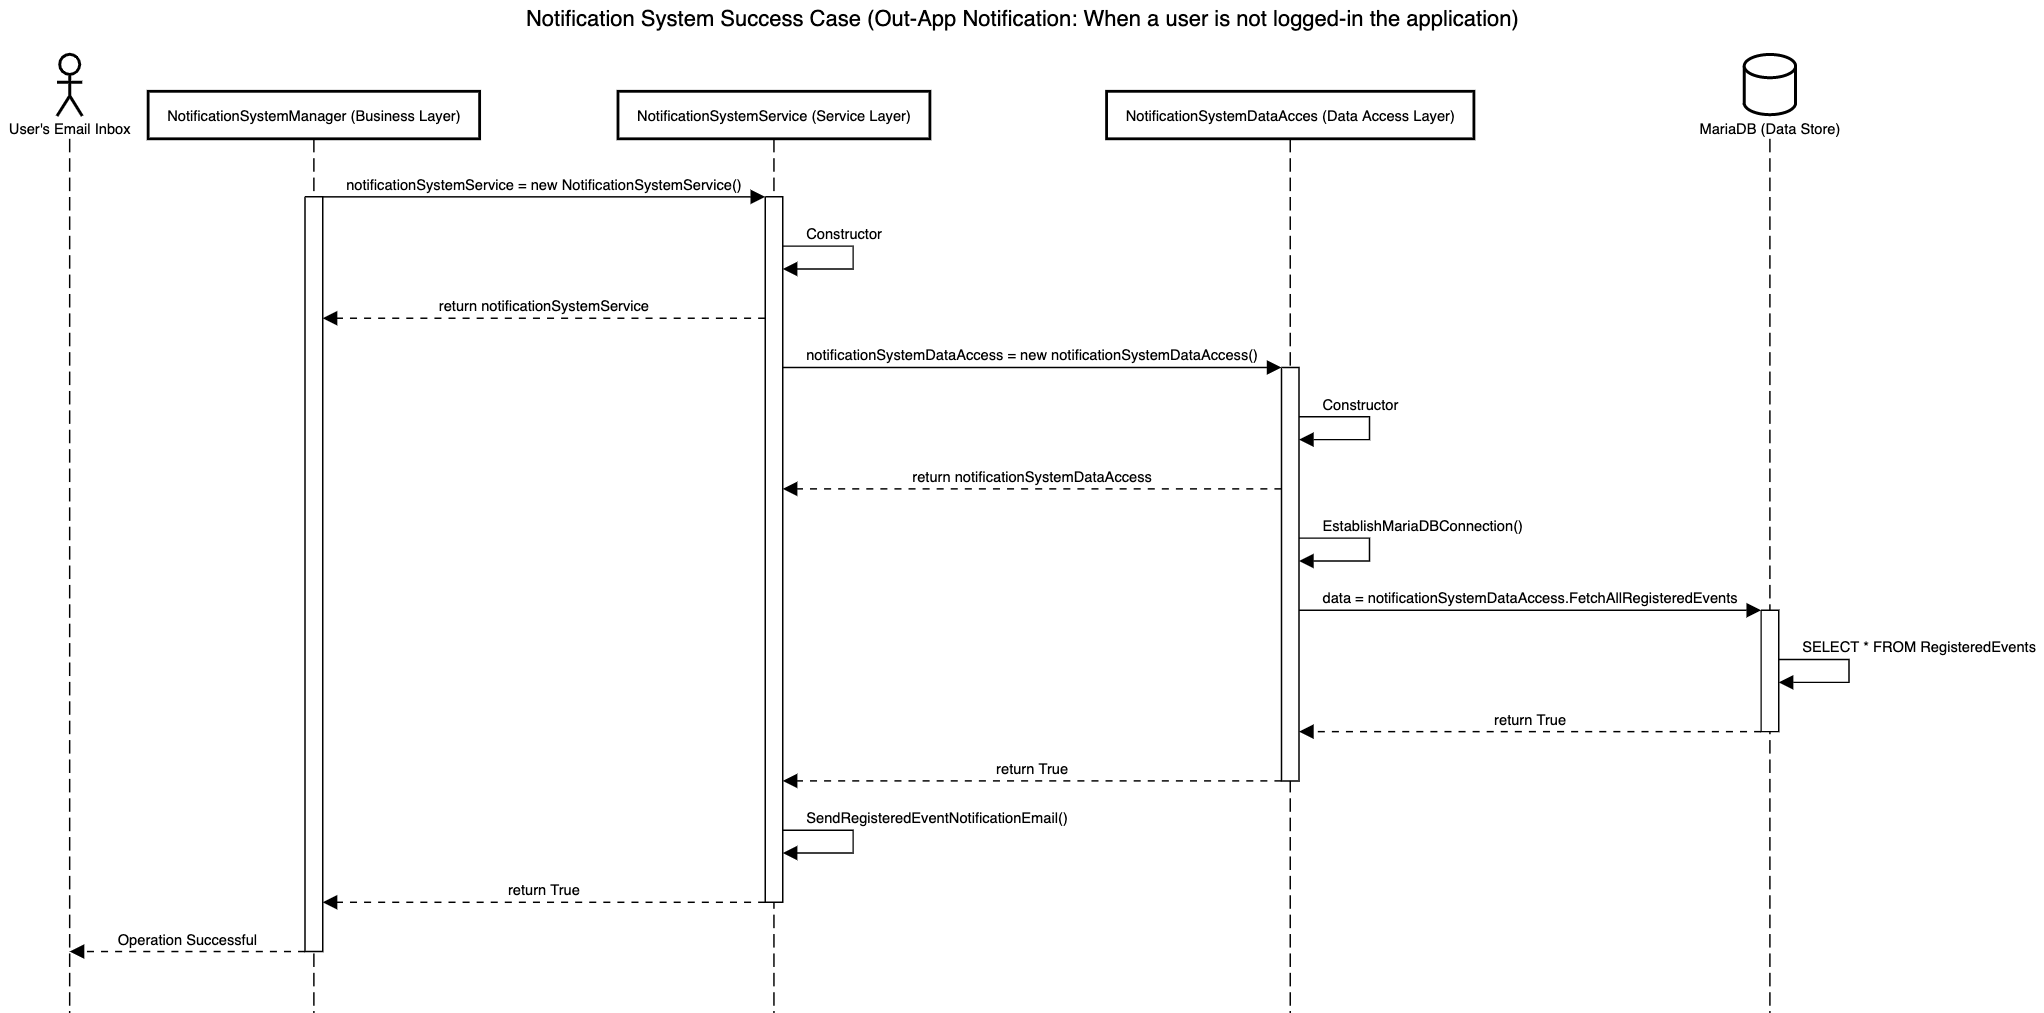 Notification System Success Case (Out-App Notification: When a user is not logged-in the application)
User's Email Inbox
NotificationSystemManager (Business Layer)
NotificationSystemService (Service Layer)
NotificationSystemDataAcces (Data Access Layer)
MariaDB (Data Store)
notificationSystemService = new NotificationSystemService()
Constructor
return notificationSystemService
notificationSystemDataAccess = new notificationSystemDataAccess()
Constructor
return notificationSystemDataAccess
EstablishMariaDBConnection()
data = notificationSystemDataAccess.FetchAllRegisteredEvents
SELECT * FROM RegisteredEvents
return True
return True
SendRegisteredEventNotificationEmail()
return True
Operation Successful